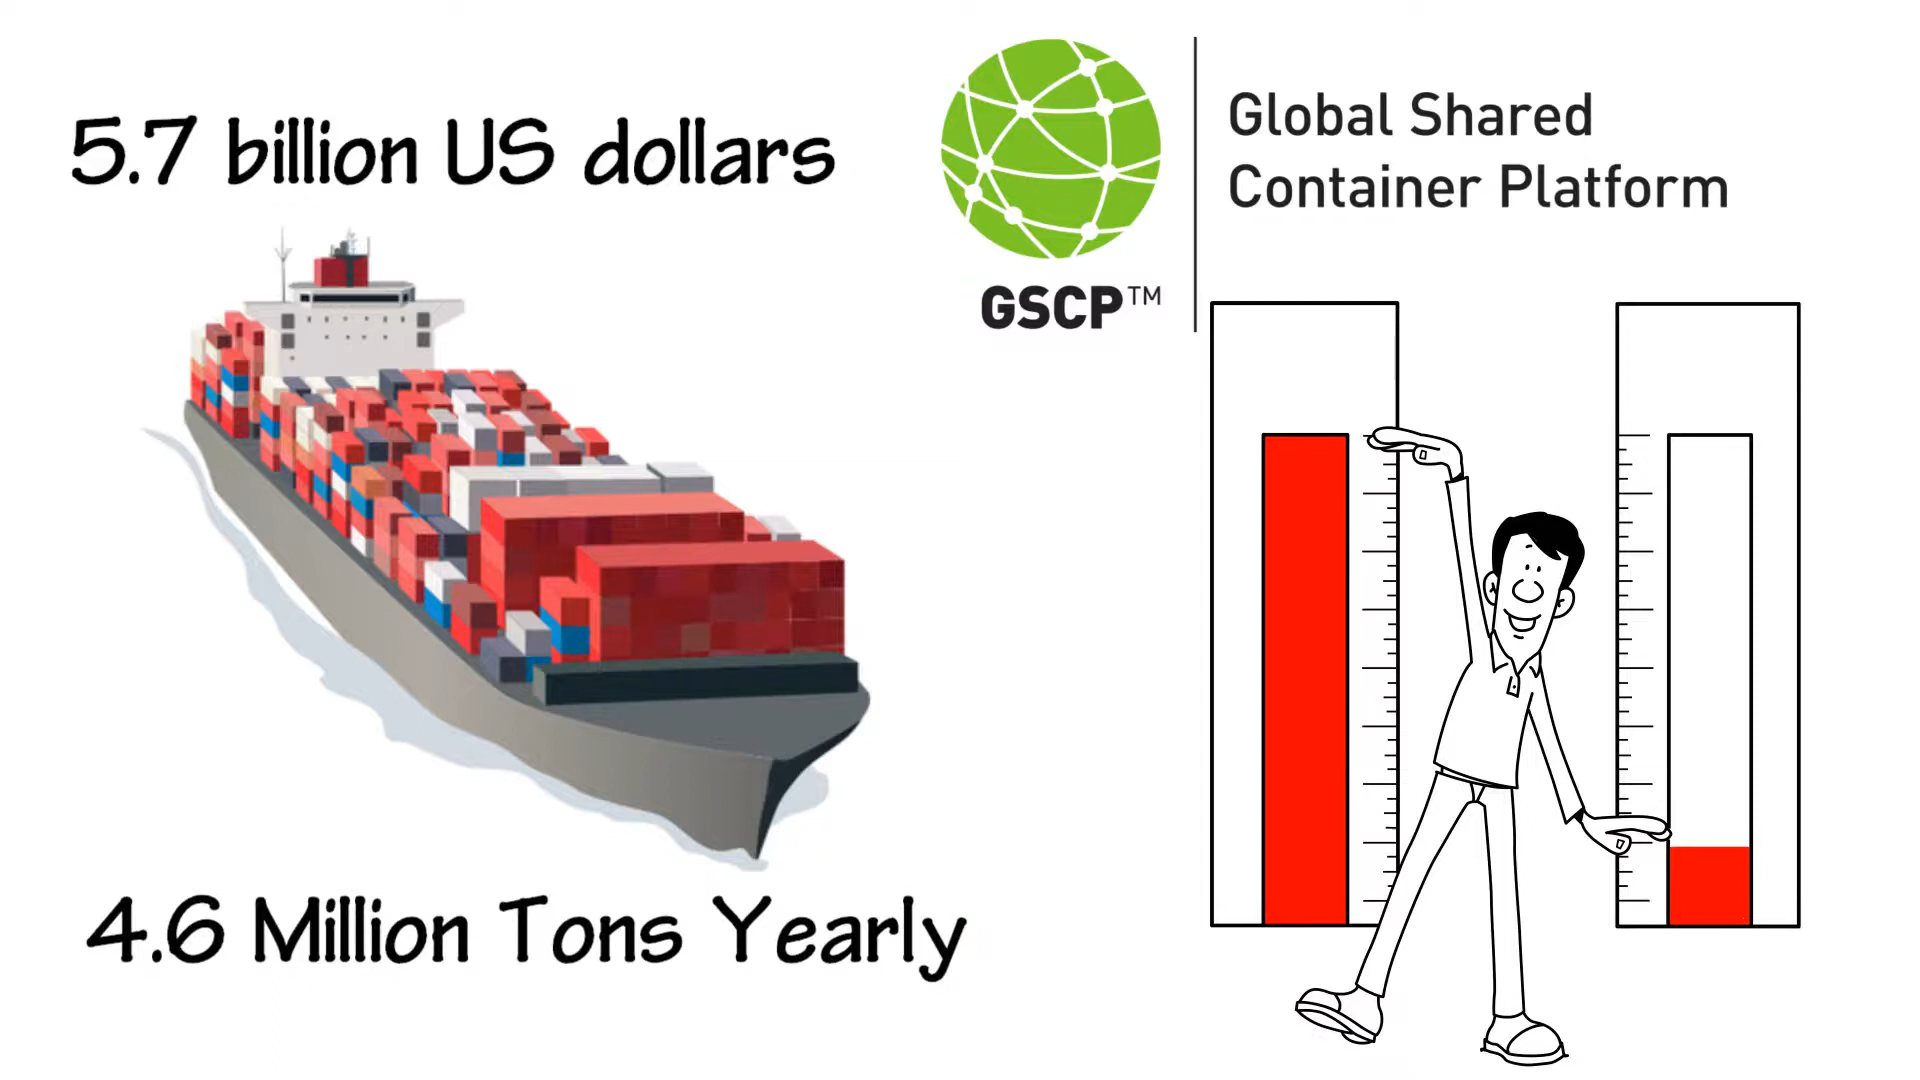 5.7 billion US dollars
4.6 Million Tons Yearly
GSCP™
Global Shared
Container Platform